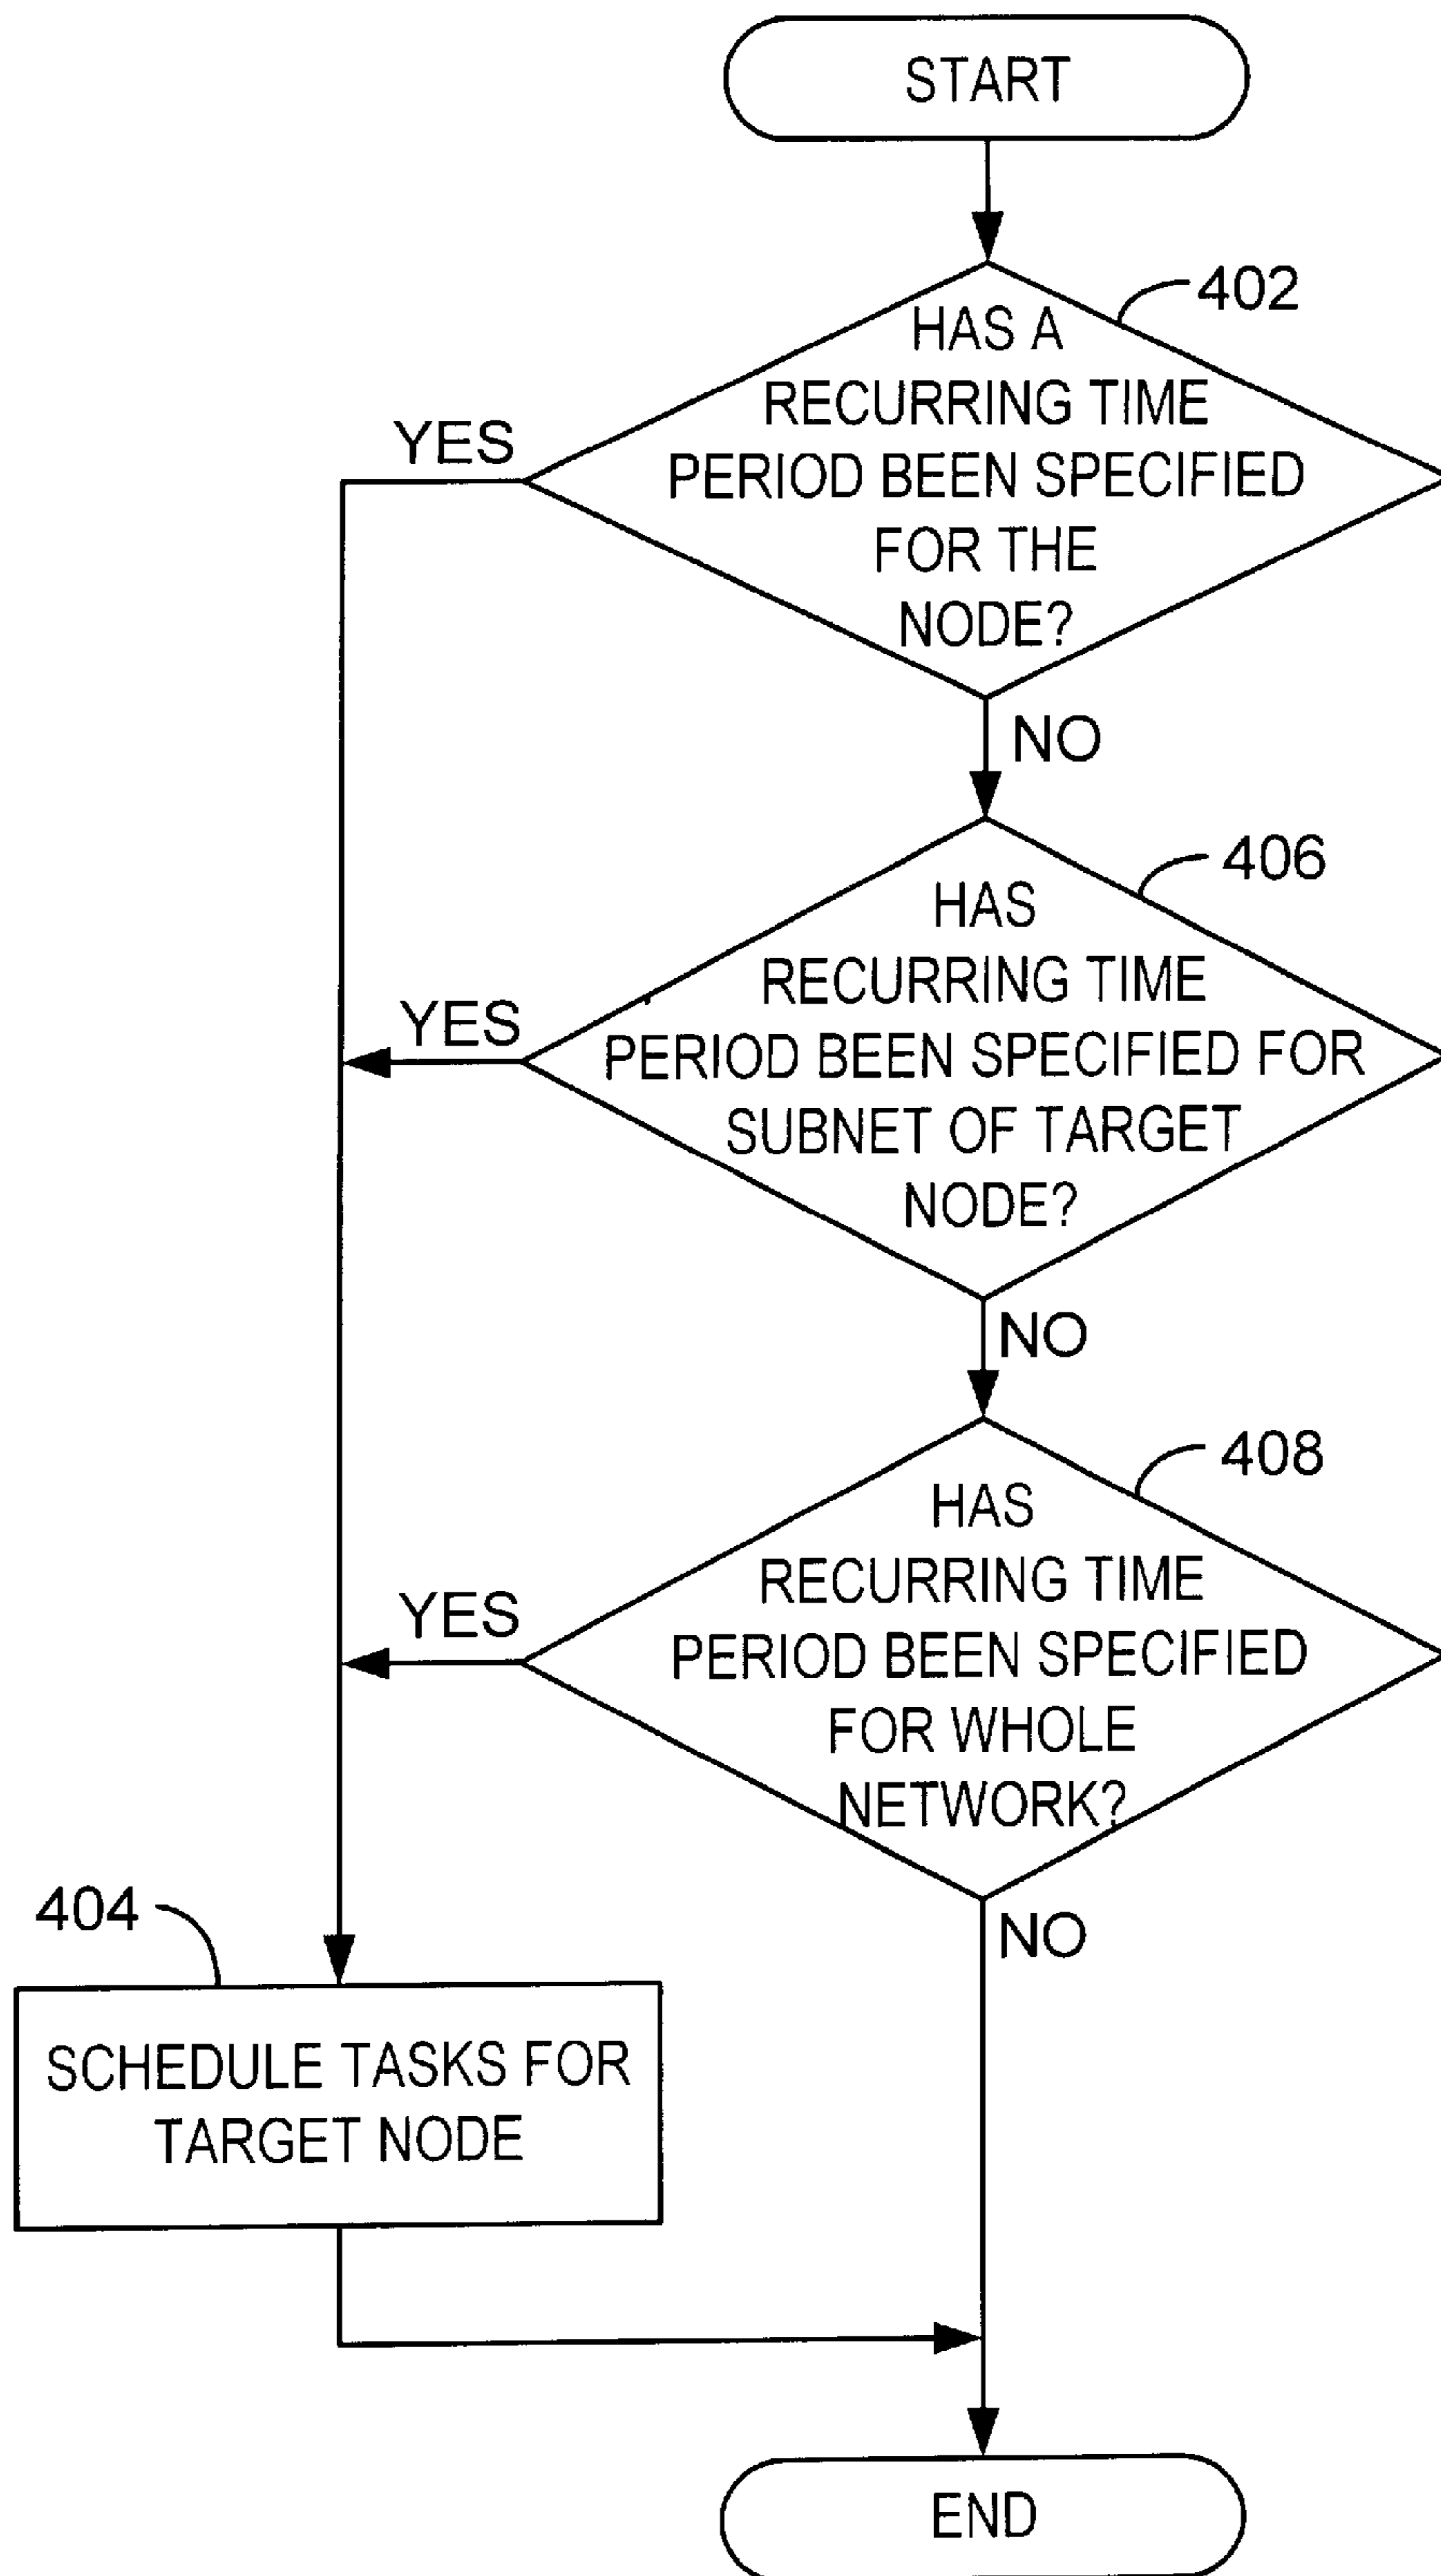 START
402
HAS A
RECURRING TIME
PERIOD BEEN SPECIFIED
FOR THE
NODE?
YES
NO
406
HAS
RECURRING TIME
PERIOD BEEN SPECIFIED FOR
SUBNET OF TARGET
NODE?
YES
NO
408
HAS
RECURRING TIME
PERIOD BEEN SPECIFIED
FOR WHOLE
NETWORK?
YES
NO
404
SCHEDULE TASKS FOR
TARGET NODE
END